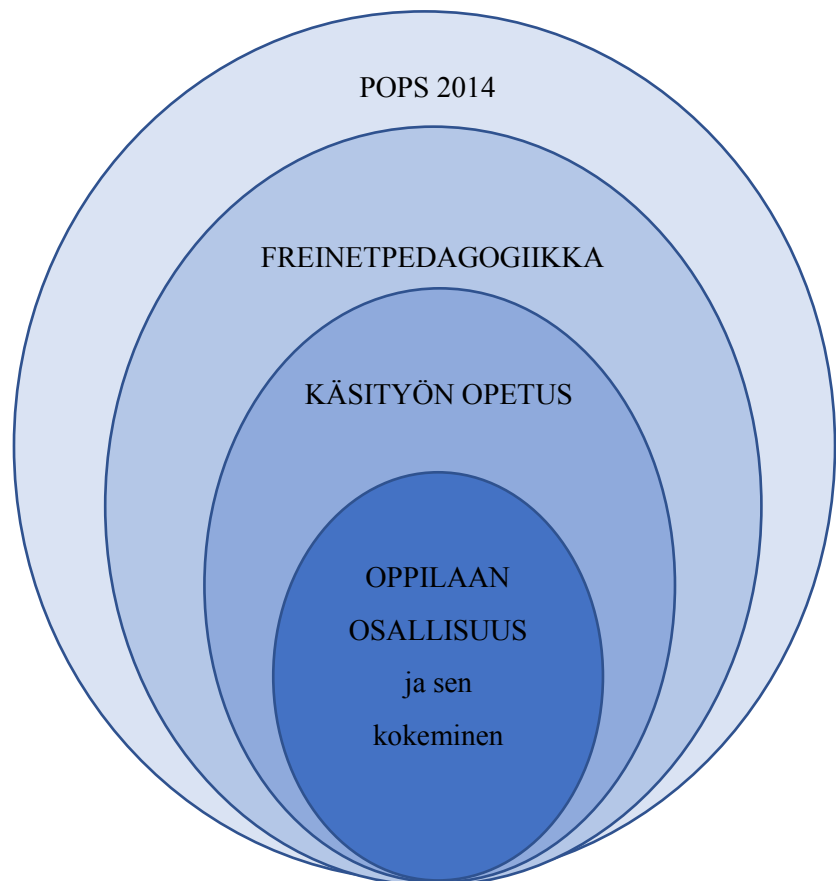 POPS 2014
FREINETPEDAGOGIIKKA
KÄSITYÖN OPETUS
OPPILAAN
OSALLISUUS
ja sen
kokeminen